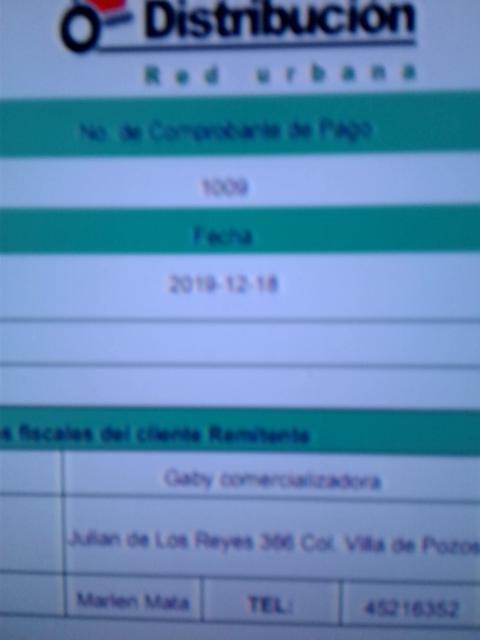 Distribución
Red urbana
No. de Comprobante de Pago
1009
Fecha
2019-12-18
s fiscales del cliente Remitente
Gaby comercializadora
Julian de Los Reyes 366 Col. Villa de Pozos
Marlen Mata TEL: 45216352